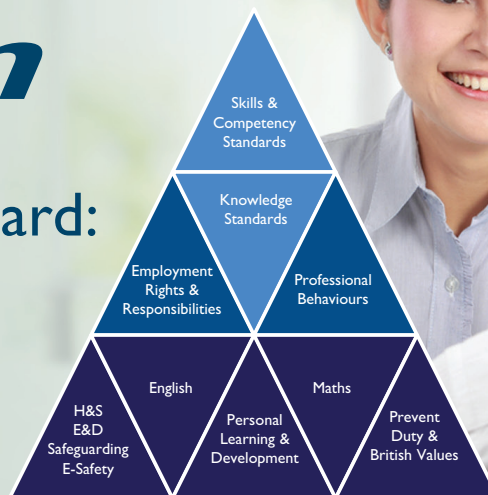 n
ard:
Skills &
Competency
Standards
Knowledge
Standards
Employment
Rights &
Responsibilities
Professional
Behaviours
H&S
E&D
Safeguarding
E-Safety
English
Personal
Learning &
Development
Maths
Prevent
Duty &
British Values